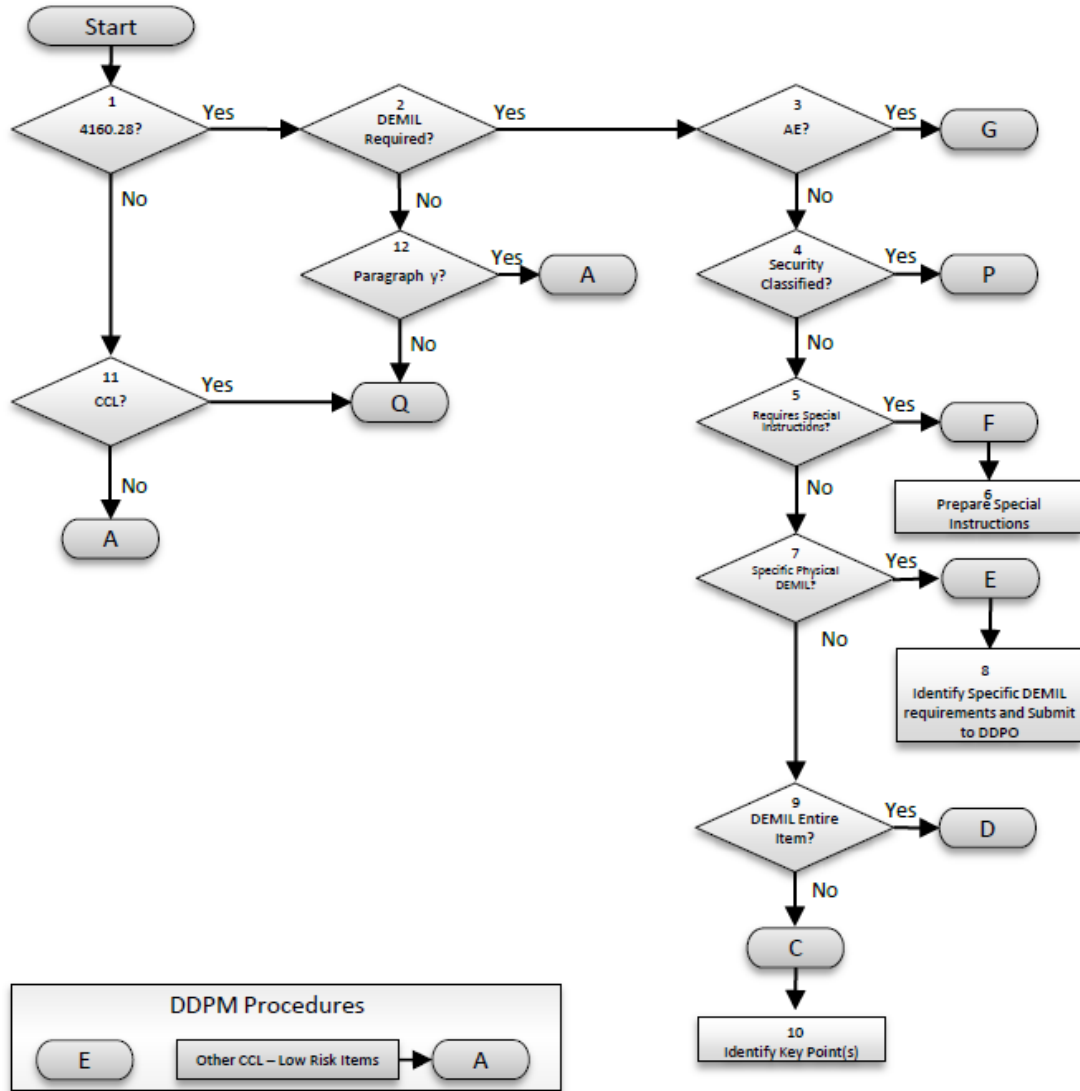 Start
1
4160.28?
Yes
2
DEMIL
Required?
Yes
3
AE?
Yes
G
No
No
No
12
Paragraph y?
Yes
A
4
Security
Classified?
Yes
P
No
No
11
CCL?
Yes
Q
5
Requires Special
Instructions?
Yes
F
No
No
6
Prepare Special
Instructions
A
7
Specific Physical
DEMIL?
Yes
E
No
8
Identify Specific DEMIL
requirements and Submit
to DDPO
9
DEMIL Entire
Item?
Yes
D
No
C
10
Identify Key Point(s)
DDPM Procedures
E
Other CCL – Low Risk Items
A